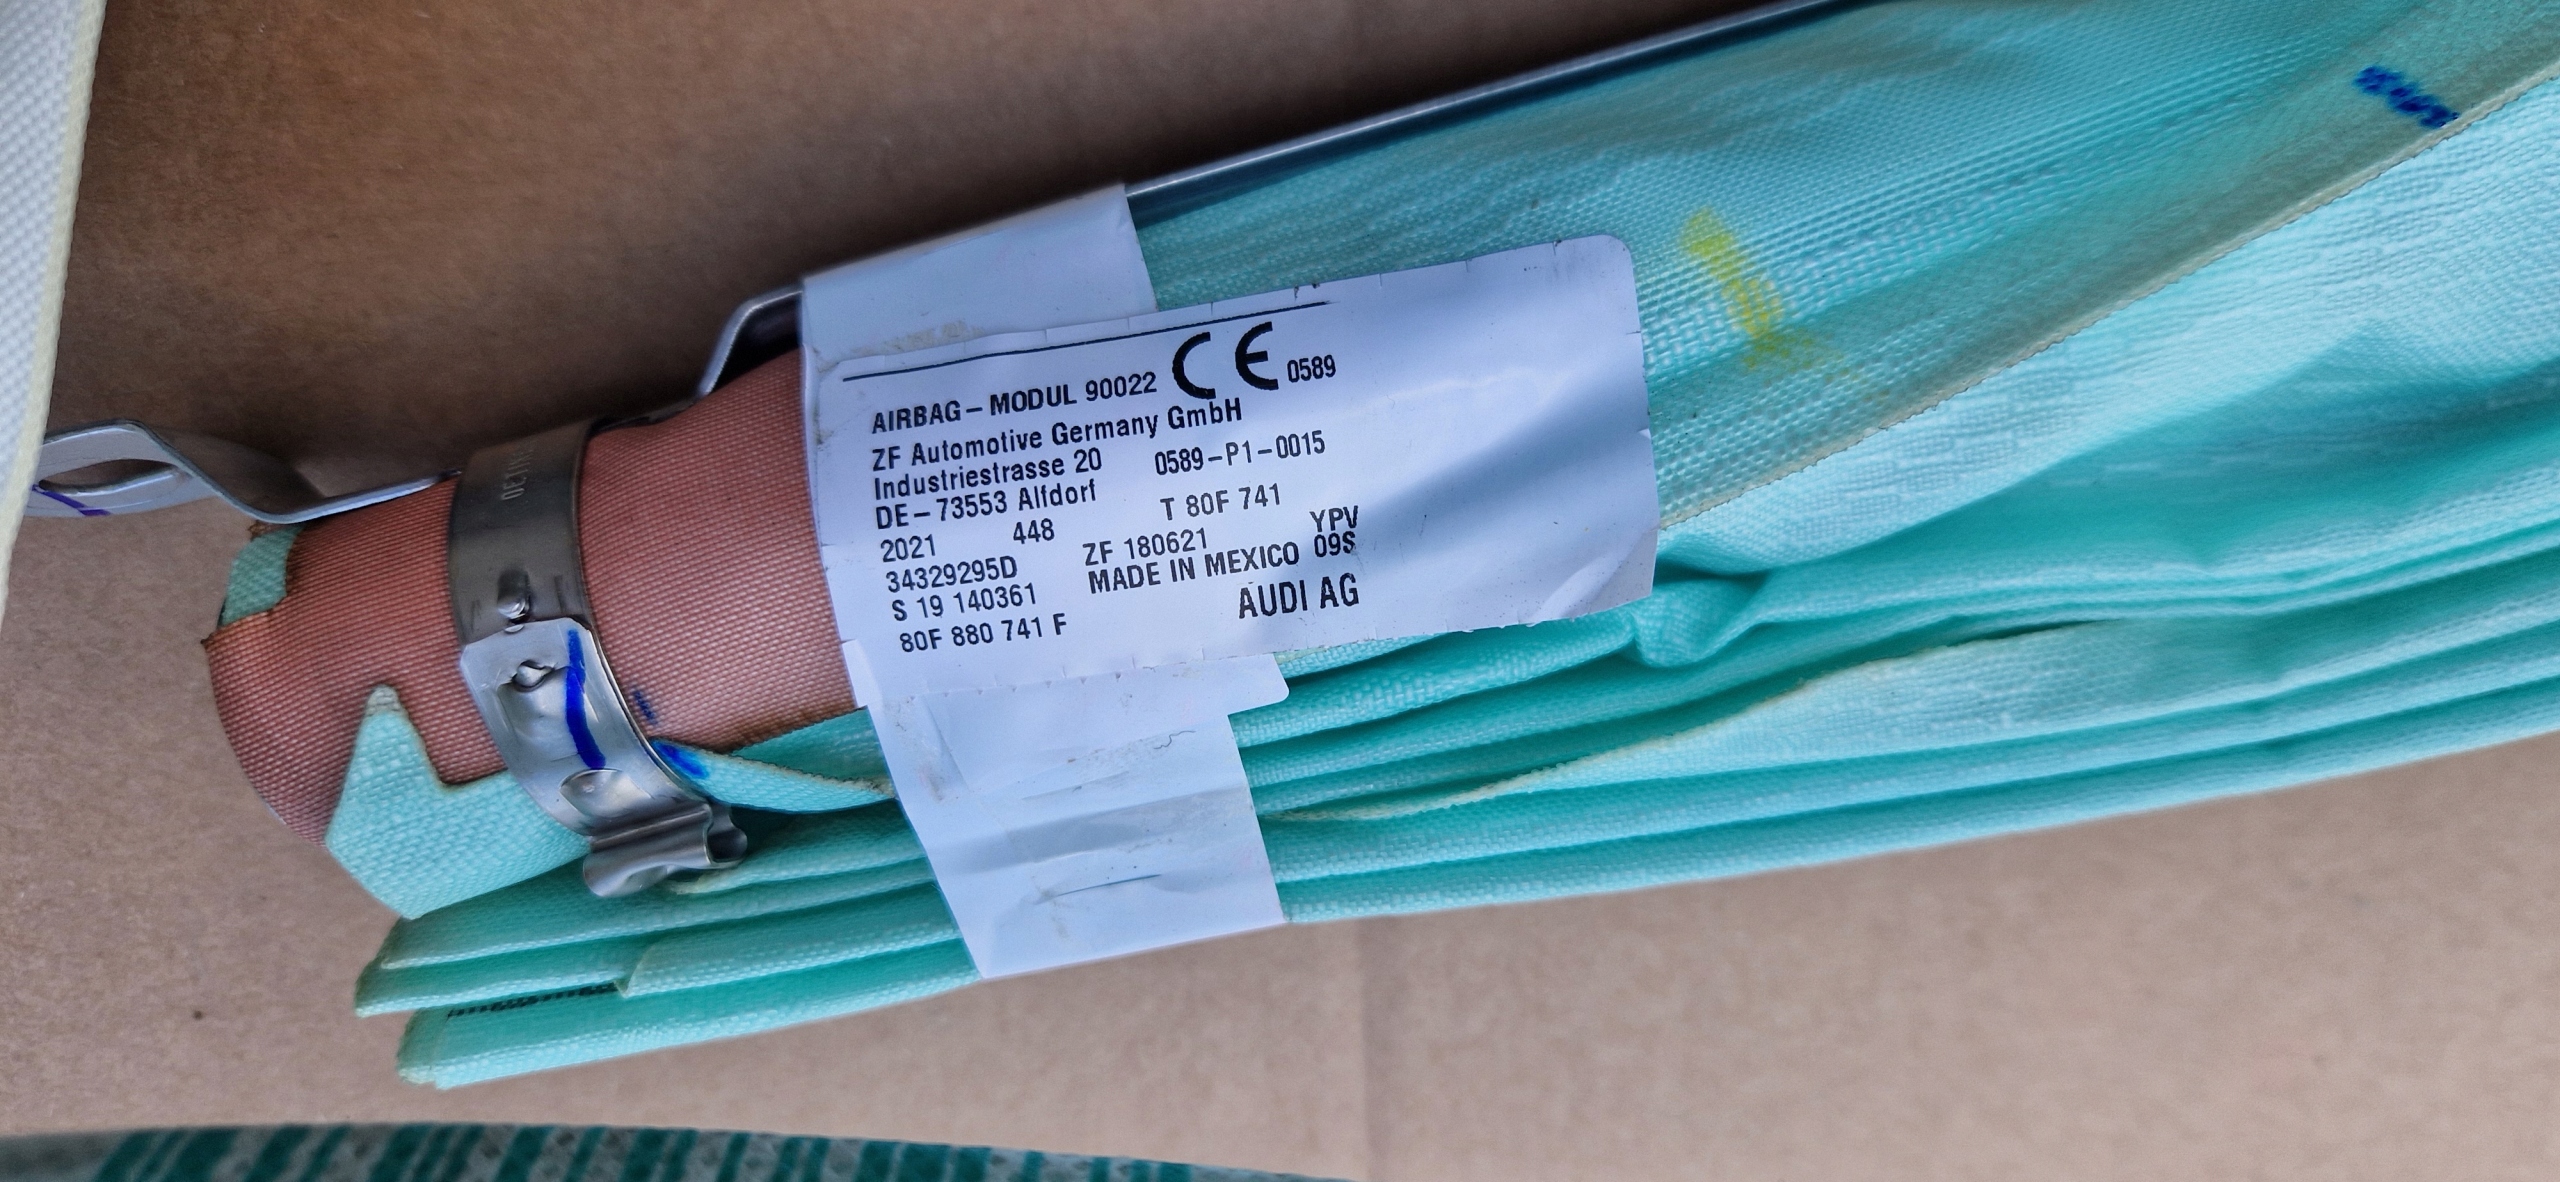 AIRBAG – MODUL 90022 CE 0589
ZF Automotive Germany GmbH
Industriestrasse 20 0589-P1-0015
DE-73553 Alfdorf
2021 448 T 80F 741
34329295D ZF 180621 YPV
S 19 140361 MADE IN MEXICO 09S
80F 880 741 F AUDI AG